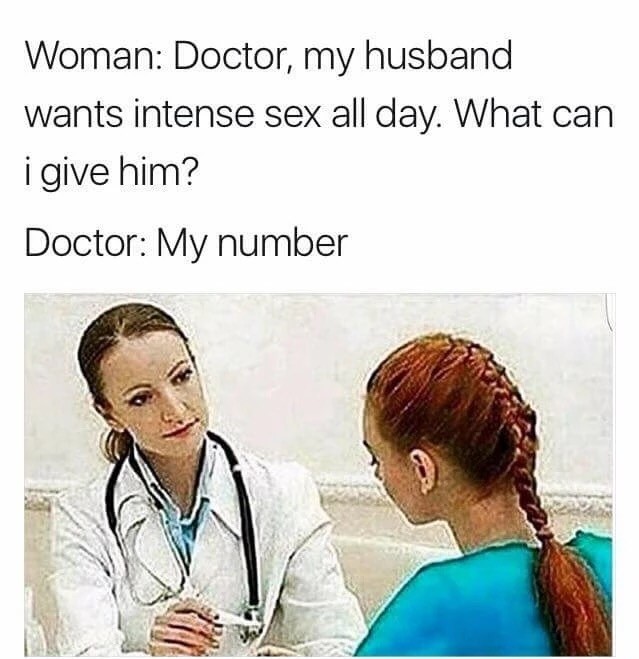 Woman: Doctor, my husband
wants intense sex all day. What can
i give him?
Doctor: My number